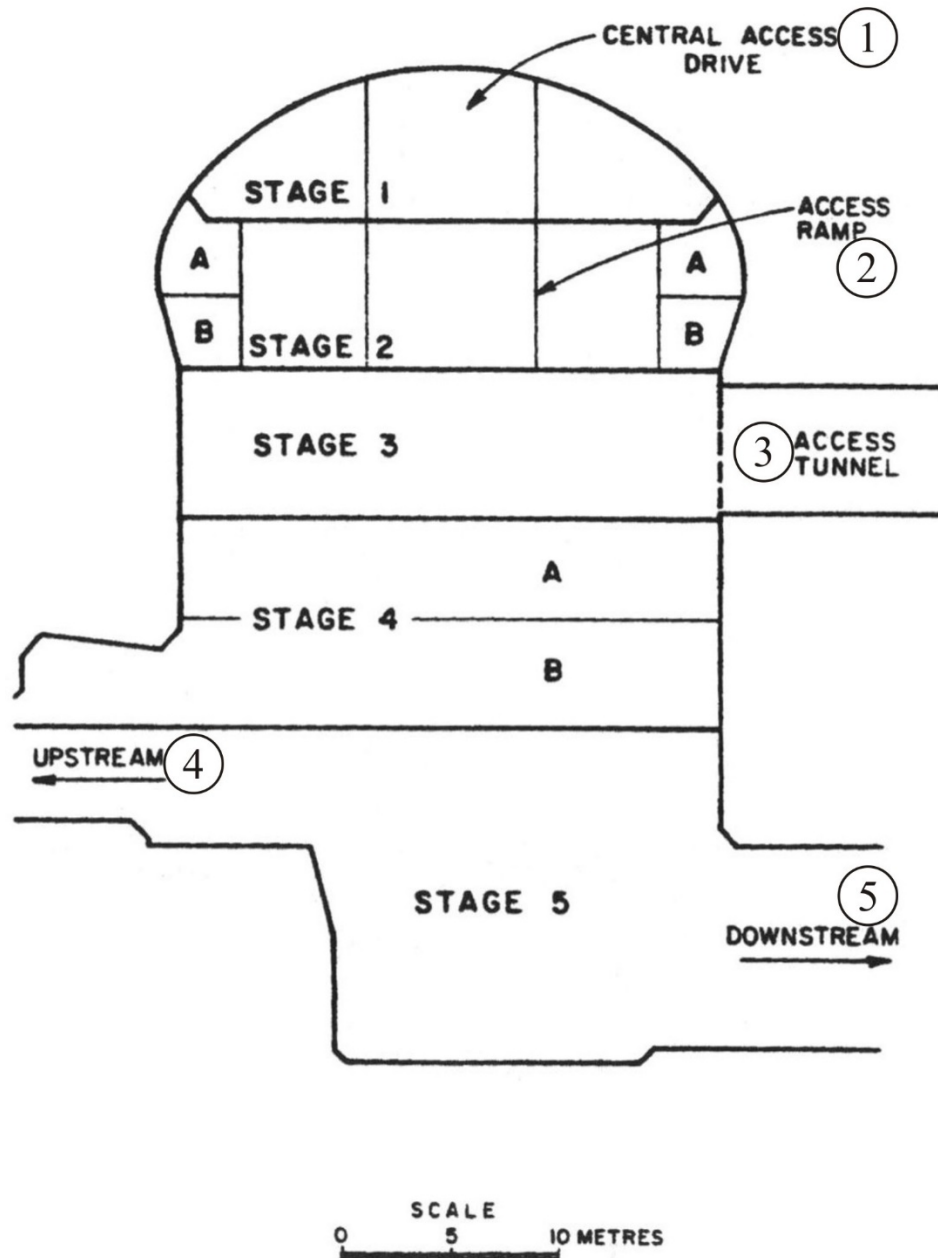 CENTRAL ACCESS 1
DRIVE
STAGE 1
ACCESS
RAMP
2
A
A
B
B
STAGE 2
STAGE 3
3 ACCESS
TUNNEL
A
STAGE 4
B
UPSTREAM 4
STAGE 5
5
DOWNSTREAM
SCALE
0 5 10 METRES